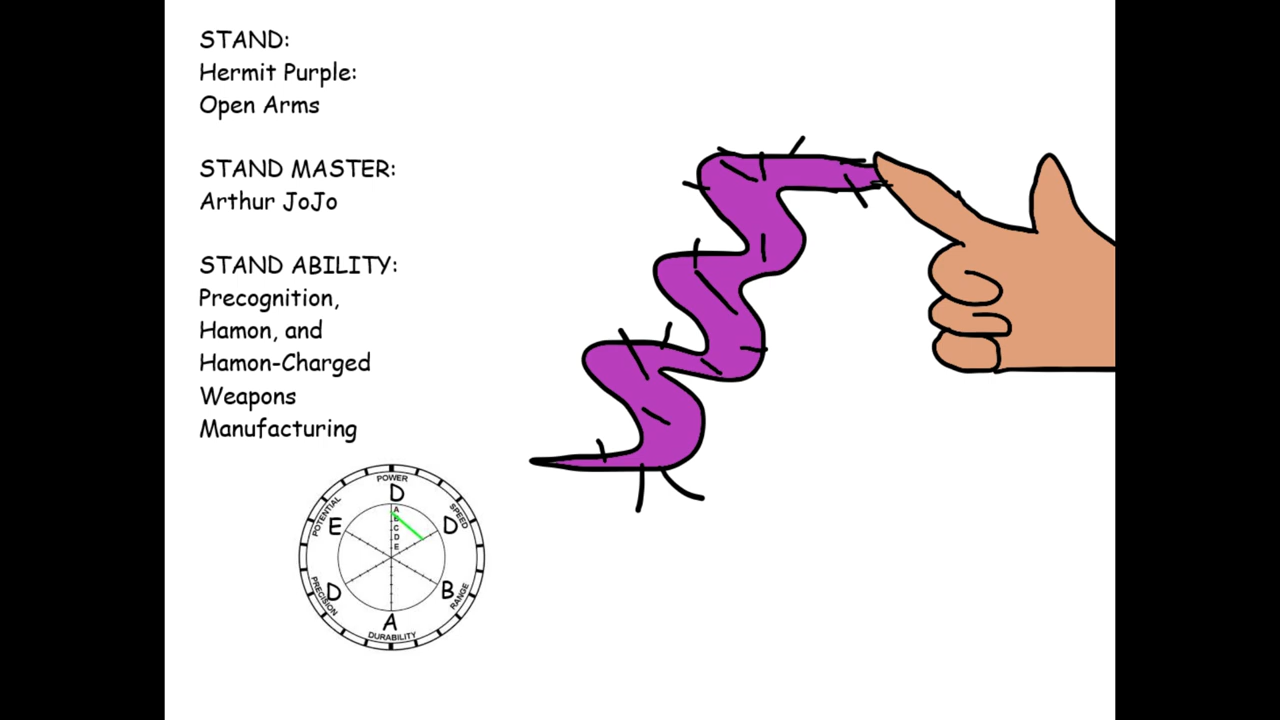 STAND:
Hermit Purple:
Open Arms
STAND MASTER:
Arthur JoJo
STAND ABILITY:
Precognition,
Hamon, and
Hamon-Charged
Weapons
Manufacturing
POWER
D
POTENTIAL
E
SPEED
D
A
B
C
D
E
PRECISION
D
RANGE
B
A
DURABILITY